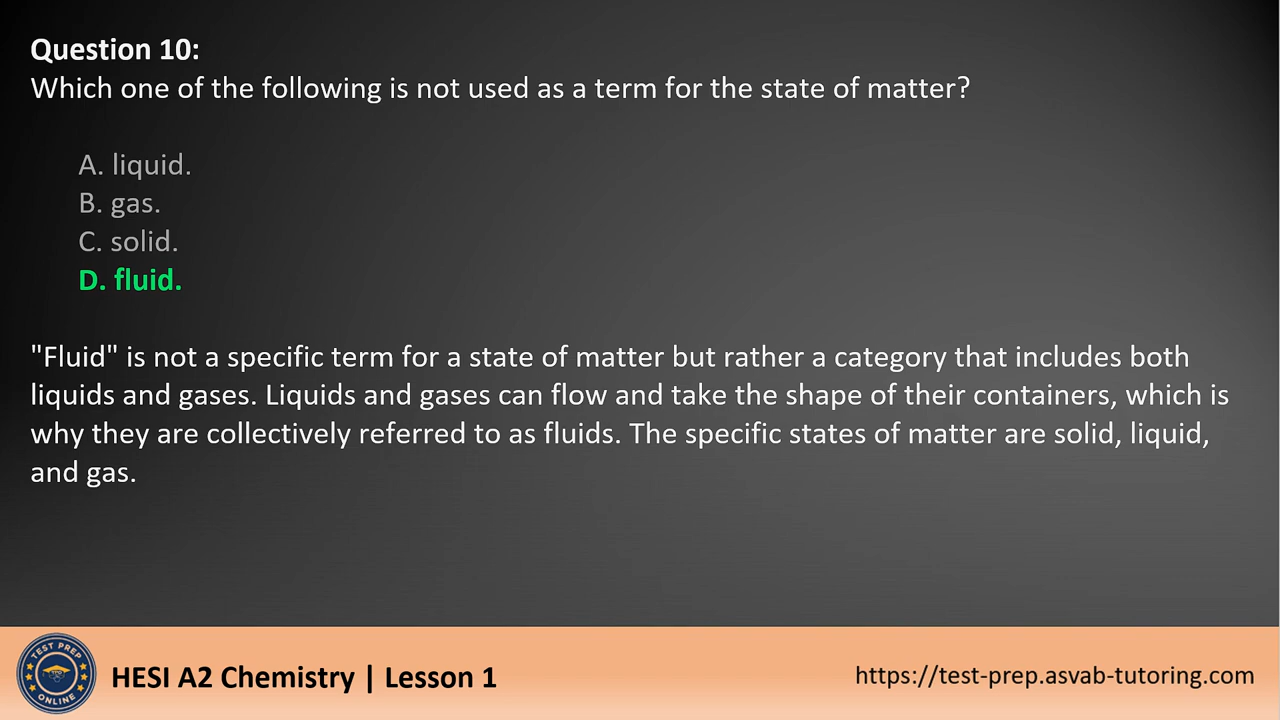 Question 10:
Which one of the following is not used as a term for the state of matter?
A. liquid.
B. gas.
C. solid.
D. fluid.
"Fluid" is not a specific term for a state of matter but rather a category that includes both
liquids and gases. Liquids and gases can flow and take the shape of their containers, which is
why they are collectively referred to as fluids. The specific states of matter are solid, liquid,
and gas.
TEST PREP
ONLINE
HESI A2 Chemistry | Lesson 1
https://test-prep.asvab-tutoring.com